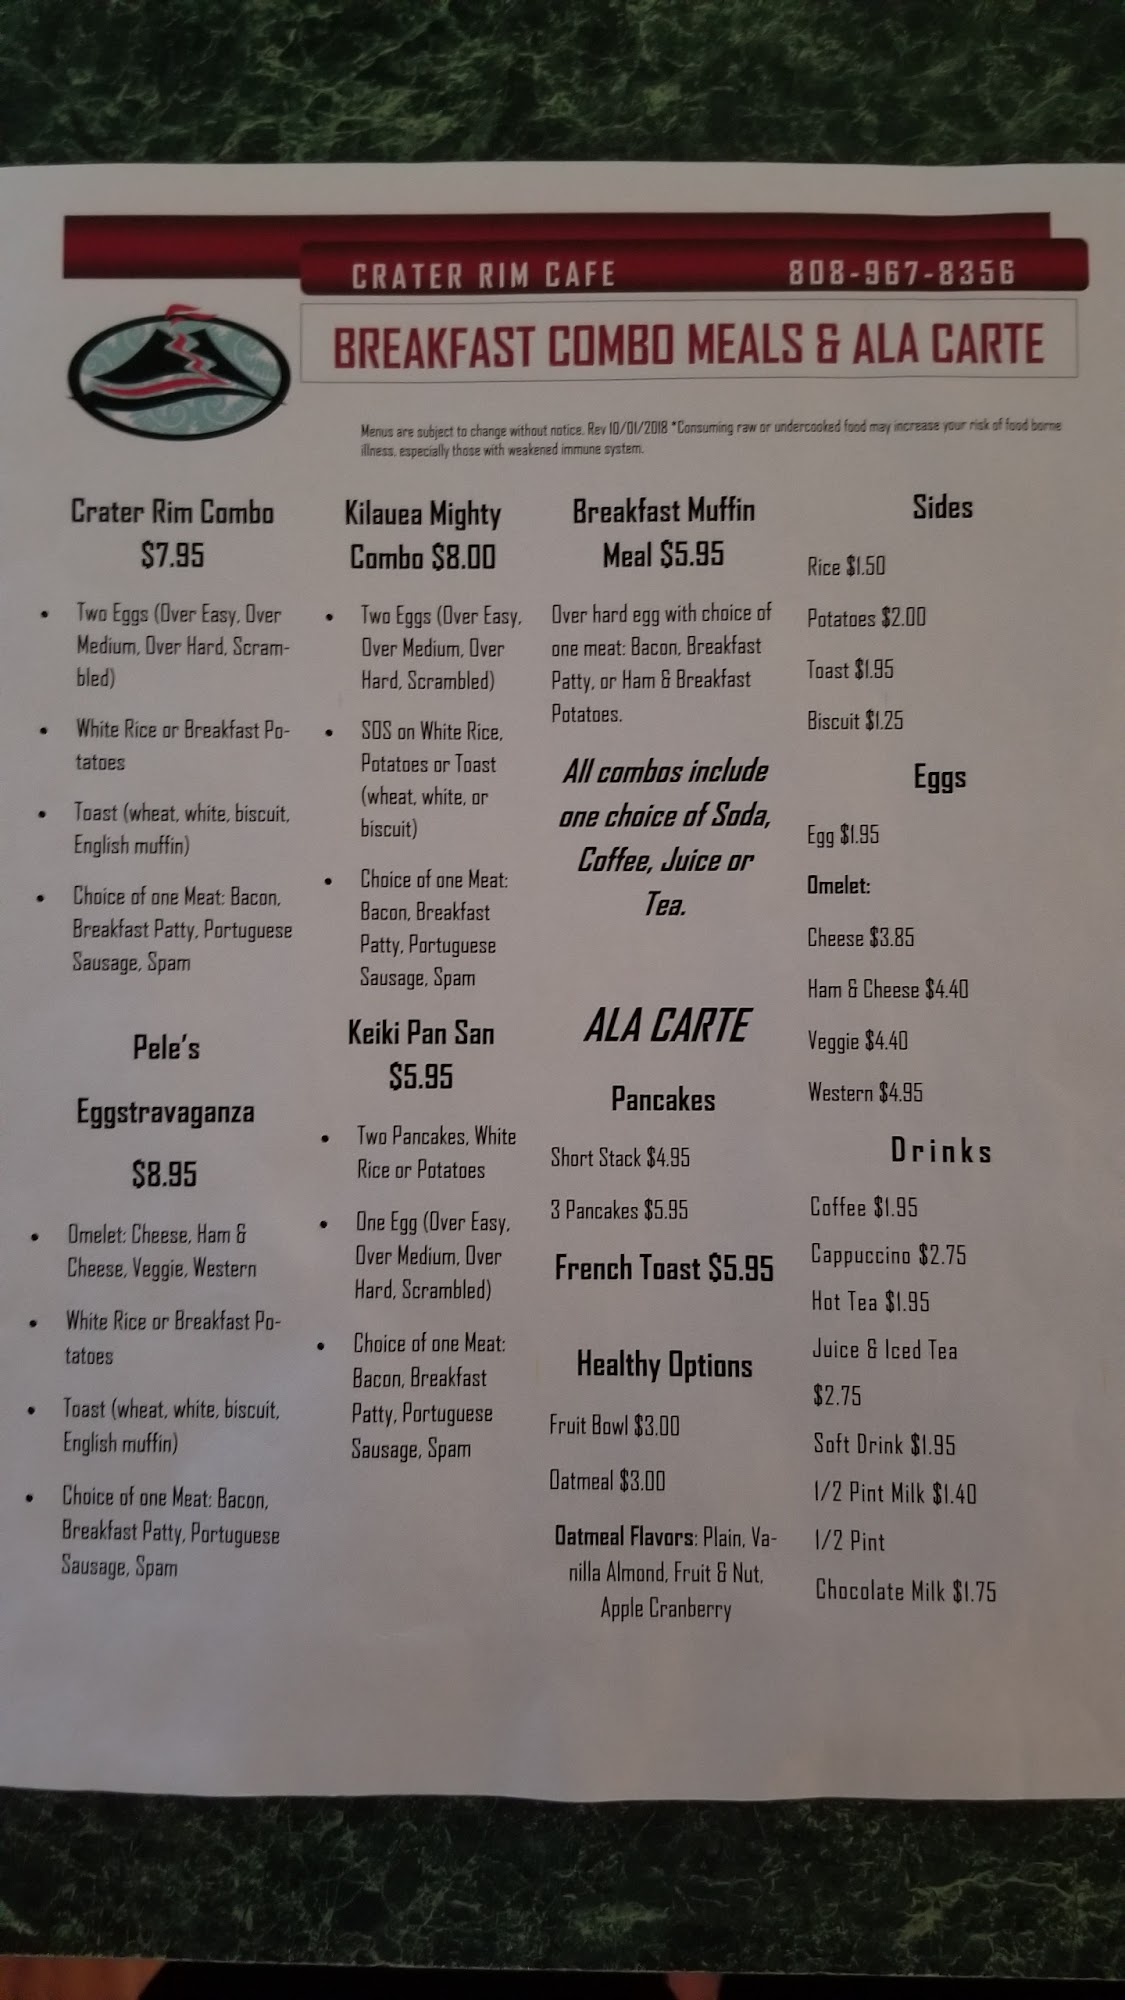 CRATER RIM CAFE 808-967-8356
BREAKFAST COMBO MEALS & ALA CARTE
Menus are subject to change without notice. Rev 10/01/2018 *Consuming raw or undercooked food may increase your risk of food borne
illness, especially those with weakened immune system.
Crater Rim Combo
$7.95
• Two Eggs (Over Easy, Over
Medium, Over Hard, Scram-
bled)
• White Rice or Breakfast Po-
tatoes
• Toast (wheat, white, biscuit,
English muffin)
• Choice of one Meat: Bacon,
Breakfast Patty, Portuguese
Sausage, Spam
Pele's
Eggstravaganza
$8.95
• Omelet: Cheese, Ham &
Cheese, Veggie, Western
• White Rice or Breakfast Po-
tatoes
• Toast (wheat, white, biscuit,
English muffin)
• Choice of one Meat: Bacon,
Breakfast Patty, Portuguese
Sausage, Spam
Kilauea Mighty
Combo $8.00
• Two Eggs (Over Easy,
Over Medium, Over
Hard, Scrambled)
• SOS on White Rice,
Potatoes or Toast
(wheat, white, or
biscuit)
• Choice of one Meat:
Bacon, Breakfast
Patty, Portuguese
Sausage, Spam
Keiki Pan San
$5.95
• Two Pancakes, White
Rice or Potatoes
• One Egg (Over Easy,
Over Medium, Over
Hard, Scrambled)
• Choice of one Meat:
Bacon, Breakfast
Patty, Portuguese
Sausage, Spam
Breakfast Muffin
Meal $5.95
Over hard egg with choice of
one meat: Bacon, Breakfast
Patty, or Ham & Breakfast
Potatoes.
All combos include
one choice of Soda,
Coffee, Juice or
Tea.
ALA CARTE
Pancakes
Short Stack $4.95
3 Pancakes $5.95
French Toast $5.95
Healthy Options
Fruit Bowl $3.00
Oatmeal $3.00
Oatmeal Flavors: Plain, Va-
nilla Almond, Fruit & Nut,
Apple Cranberry
Sides
Rice $1.50
Potatoes $2.00
Toast $1.95
Biscuit $1.25
Eggs
Egg $1.95
Omelet:
Cheese $3.85
Ham & Cheese $4.40
Veggie $4.40
Western $4.95
Drinks
Coffee $1.95
Cappuccino $2.75
Hot Tea $1.95
Juice & Iced Tea
$2.75
Soft Drink $1.95
1/2 Pint Milk $1.40
1/2 Pint
Chocolate Milk $1.75